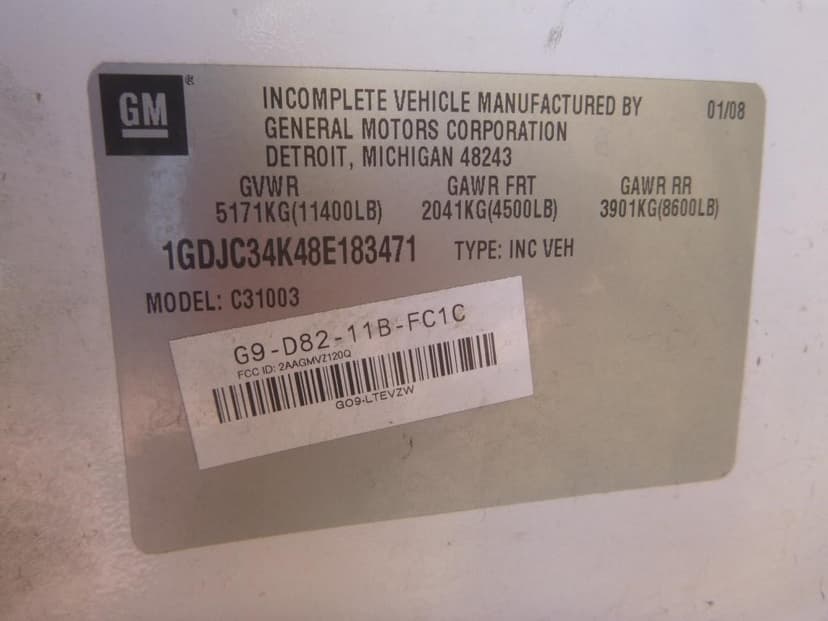 GM®
INCOMPLETE VEHICLE MANUFACTURED BY 01/08
GENERAL MOTORS CORPORATION
DETROIT, MICHIGAN 48243
GVWR GAWR FRT GAWR RR
5171KG(11400LB) 2041KG(4500LB) 3901KG(8600LB)
1GDJC34K48E183471 TYPE: INC VEH
MODEL: C31003
G9-D82-11B-FC1C
FCC ID: 2AAGMVZ120Q
GO9-LTEVZW